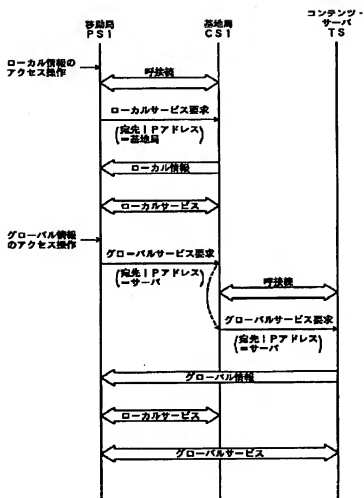 移動局
PS1
基地局
CS1
コンテンツ・
サーバ
TS
ローカル情報の
アクセス操作
呼接続
ローカルサービス要求
(宛先IPアドレス
=基地局)
ローカル情報
ローカルサービス
グローバル情報
のアクセス操作
グローバルサービス要求
(宛先IPアドレス
=サーバ)
呼接続
グローバルサービス要求
(宛先IPアドレス
=サーバ)
グローバル情報
ローカルサービス
グローバルサービス